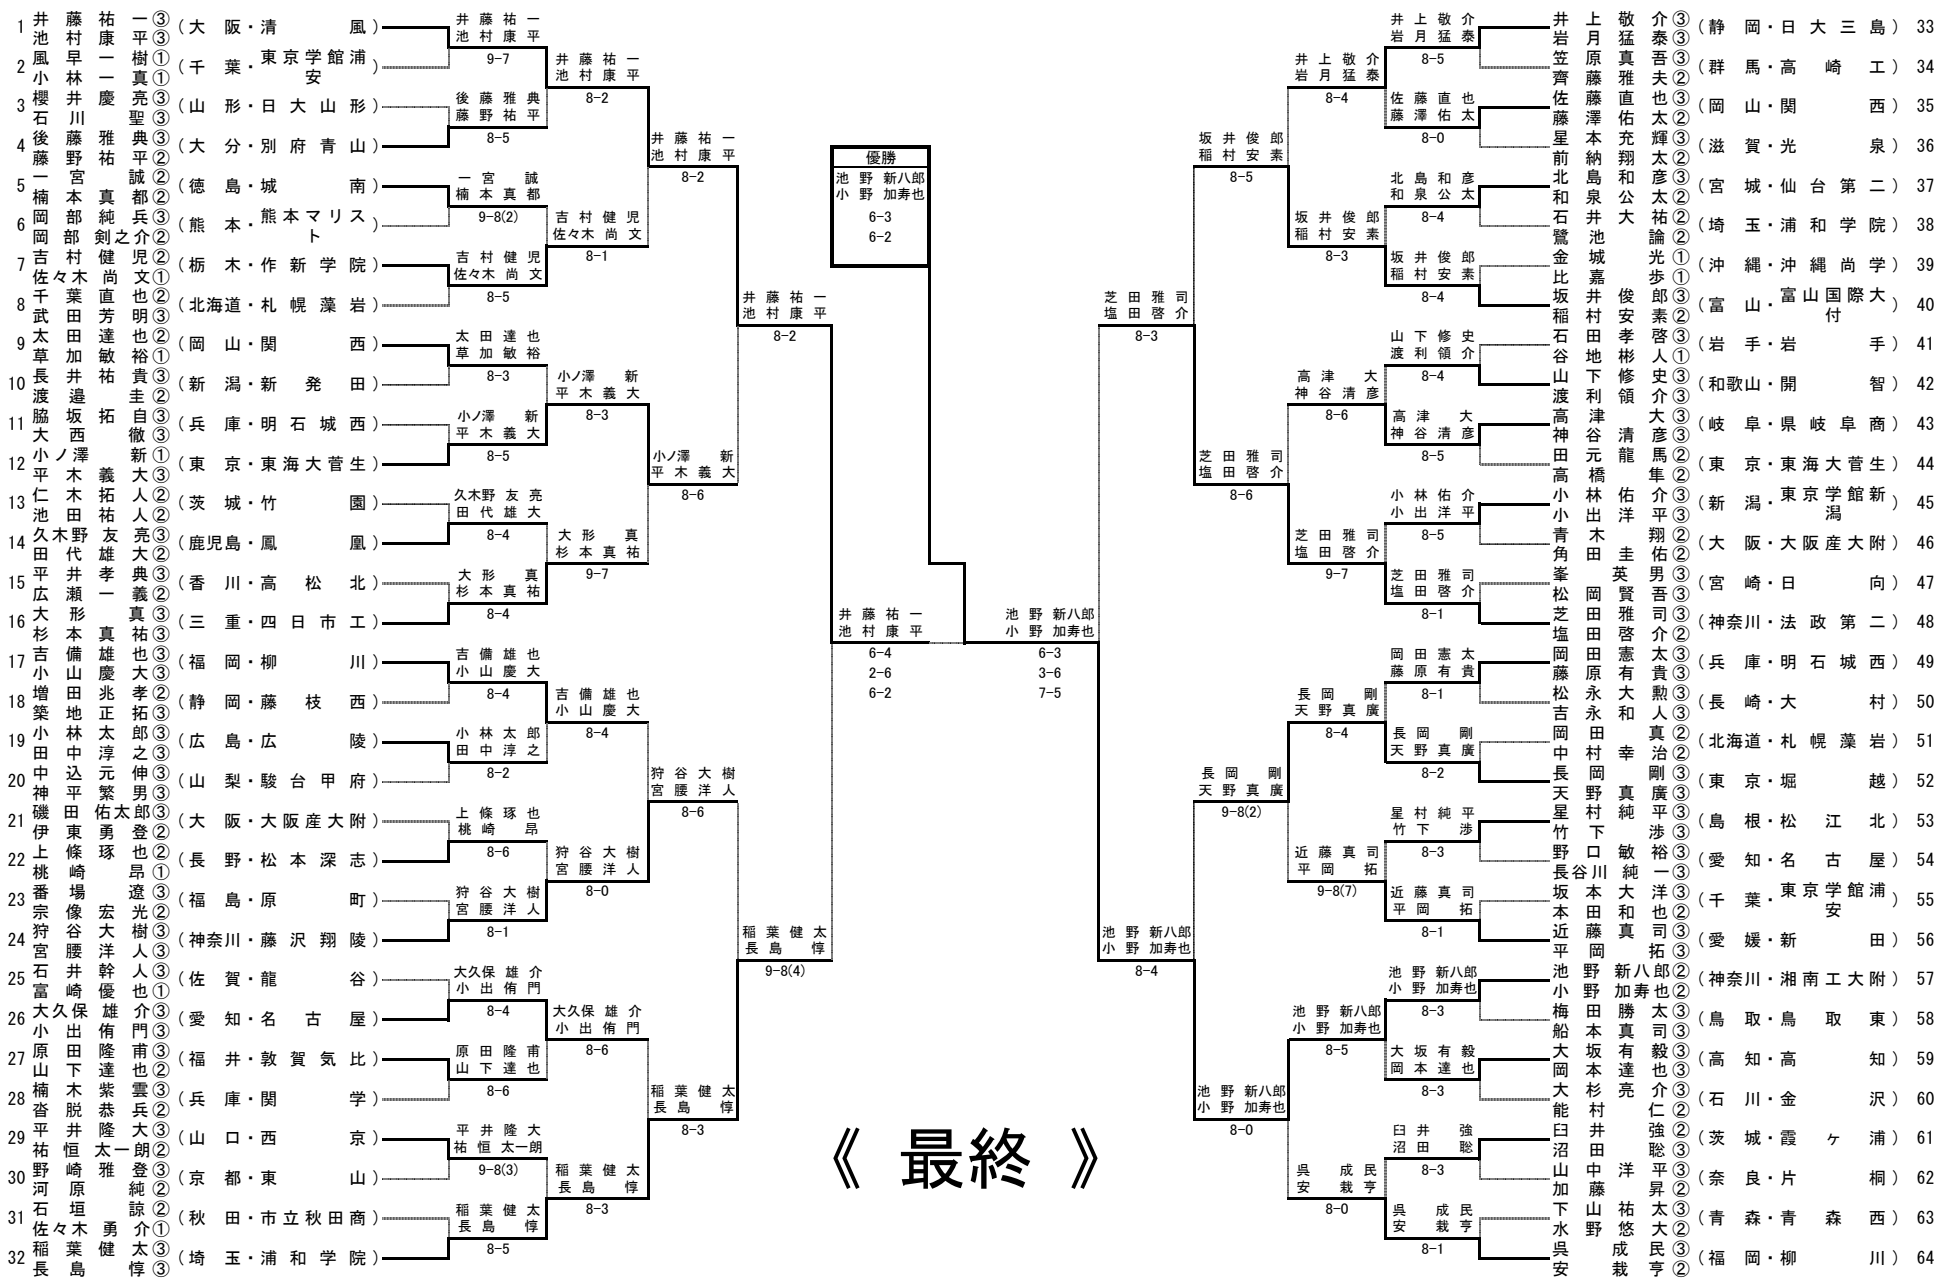 1 井藤祐一③ 池村康平③ (大阪・清風)
2 風早一樹① 小林一真① (千葉・東京学館浦安)
3 櫻井慶亮③ 石川聖③ (山形・日大山形)
4 後藤雅典③ 藤野祐平② (大分・別府青山)
5 一宮誠② 楠本真都② (徳島・城南)
6 岡部純兵③ 岡部剣之介② (熊本・熊本マリスト)
7 吉村健児② 佐々木尚文① (栃木・作新学院)
8 千葉直也② 武田芳明③ (北海道・札幌藻岩)
9 太田達也② 草加敏裕① (岡山・関西)
10 長井祐貴③ 渡邉圭② (新潟・新発田)
11 脇坂拓自③ 大西徹③ (兵庫・明石城西)
12 小ノ澤新① 平木義大③ (東京・東海大菅生)
13 仁木拓人② 池田祐人② (茨城・竹園)
14 久木野友亮③ 田代雄大② (鹿児島・鳳凰)
15 平井孝典③ 広瀬一義② (香川・高松北)
16 大形真③ 杉本真祐③ (三重・四日市工)
17 吉備雄也③ 小山慶大③ (福岡・柳川)
18 増田兆孝② 築地正拓③ (静岡・藤枝西)
19 小林太郎③ 田中淳之③ (広島・広陵)
20 中込元伸③ 神平繁男③ (山梨・駿台甲府)
21 磯田佑太郎③ 伊東勇登② (大阪・大阪産大附)
22 上條琢也② 桃崎昂① (長野・松本深志)
23 番場遼③ 宗像宏光② (福島・原町)
24 狩谷大樹③ 宮腰洋人③ (神奈川・藤沢翔陵)
25 石井幹人③ 富崎優也① (佐賀・龍谷)
26 大久保雄介③ 小出侑門③ (愛知・名古屋)
27 原田隆甫③ 山下達也② (福井・敦賀気比)
28 楠木紫雲③ 沓脱恭兵② (兵庫・関学)
29 平井隆大③ 祐恒太一朗② (山口・西京)
30 野崎雅登③ 河原純② (京都・東山)
31 石垣諒② 佐々木勇介① (秋田・市立秋田商)
32 稲葉健太③ 長島惇③ (埼玉・浦和学院)
井藤祐一 池村康平 9-7
後藤雅典 藤野祐平 8-5
一宮誠 楠本真都 9-8(2)
吉村健児 佐々木尚文 8-5
太田達也 草加敏裕 8-3
小ノ澤新 平木義大 8-5
久木野友亮 田代雄大 8-4
大形真 杉本真祐 8-4
吉備雄也 小山慶大 8-4
小林太郎 田中淳之 8-2
上條琢也 桃崎昂 8-6
狩谷大樹 宮腰洋人 8-1
大久保雄介 小出侑門 8-4
原田隆甫 山下達也 8-6
平井隆大 祐恒太一朗 9-8(3)
稲葉健太 長島惇 8-5
井藤祐一 池村康平 8-2
吉村健児 佐々木尚文 8-1
小ノ澤新 平木義大 8-3
大形真 杉本真祐 9-7
吉備雄也 小山慶大 8-4
狩谷大樹 宮腰洋人 8-0
大久保雄介 小出侑門 8-6
稲葉健太 長島惇 8-3
井藤祐一 池村康平 8-2
小ノ澤新 平木義大 8-6
狩谷大樹 宮腰洋人 8-6
稲葉健太 長島惇 8-3
井藤祐一 池村康平 8-2
稲葉健太 長島惇 9-8(4)
井藤祐一 池村康平 6-4 2-6 6-2
優勝
池野新八郎
小野加寿也
6-3
6-2
池野新八郎 小野加寿也 6-3 3-6 7-5
芝田雅司 塩田啓介 8-3
池野新八郎 小野加寿也 8-4
坂井俊郎 稲村安素 8-5
芝田雅司 塩田啓介 8-6
長岡剛 天野真廣 9-8(2)
池野新八郎 小野加寿也 8-0
井上敬介 岩月猛泰 8-4
坂井俊郎 稲村安素 8-3
高津大 神谷清彦 8-6
芝田雅司 塩田啓介 9-7
長岡剛 天野真廣 8-4
近藤真司 平岡拓 9-8(7)
池野新八郎 小野加寿也 8-5
呉成民 安栽亨 8-0
井上敬介 岩月猛泰 8-5
佐藤直也 藤澤佑太 8-0
北島和彦 和泉公太 8-4
坂井俊郎 稲村安素 8-4
山下修史 渡利領介 8-4
高津大 神谷清彦 8-5
小林佑介 小出洋平 8-5
芝田雅司 塩田啓介 8-1
岡田憲太 藤原有貴 8-1
長岡剛 天野真廣 8-2
星村純平 竹下渉 8-3
近藤真司 平岡拓 8-1
池野新八郎 小野加寿也 8-3
大坂有毅 岡本達也 8-3
臼井強 沼田聡 8-3
呉成民 安栽亨 8-1
井上敬介③ 岩月猛泰③ (静岡・日大三島) 33
笠原真吾③ 齊藤雅夫② (群馬・高崎工) 34
佐藤直也③ 藤澤佑太② (岡山・関西) 35
星本充輝③ 前納翔太② (滋賀・光泉) 36
北島和彦③ 和泉公太② (宮城・仙台第二) 37
石井大祐② 鷺池論② (埼玉・浦和学院) 38
金城光① 比嘉歩① (沖縄・沖縄尚学) 39
坂井俊郎③ 稲村安素② (富山・富山国際大付) 40
石田孝啓③ 谷地彬人① (岩手・岩手) 41
山下修史③ 渡利領介③ (和歌山・開智) 42
高津大③ 神谷清彦③ (岐阜・県岐阜商) 43
田元龍馬② 高橋隼② (東京・東海大菅生) 44
小林佑介③ 小出洋平③ (新潟・東京学館新潟) 45
青木翔② 角田圭佑② (大阪・大阪産大附) 46
峯英男③ 松岡賢吾③ (宮崎・日向) 47
芝田雅司③ 塩田啓介② (神奈川・法政第二) 48
岡田憲太③ 藤原有貴③ (兵庫・明石城西) 49
松永大勲③ 吉永和人③ (長崎・大村) 50
岡田真② 中村幸治② (北海道・札幌藻岩) 51
長岡剛③ 天野真廣③ (東京・堀越) 52
星村純平③ 竹下渉③ (島根・松江北) 53
野口敏裕③ 長谷川純一③ (愛知・名古屋) 54
坂本大洋③ 本田和也② (千葉・東京学館浦安) 55
近藤真司③ 平岡拓③ (愛媛・新田) 56
池野新八郎② 小野加寿也② (神奈川・湘南工大附) 57
梅田勝太③ 船本真司③ (鳥取・鳥取東) 58
大坂有毅③ 岡本達也③ (高知・高知) 59
大杉亮介③ 能村仁② (石川・金沢) 60
臼井強② 沼田聡③ (茨城・霞ヶ浦) 61
山中洋平③ 加藤昇② (奈良・片桐) 62
下山祐太③ 水野悠大② (青森・青森西) 63
呉成民③ 安栽亨② (福岡・柳川) 64
《 最終 》